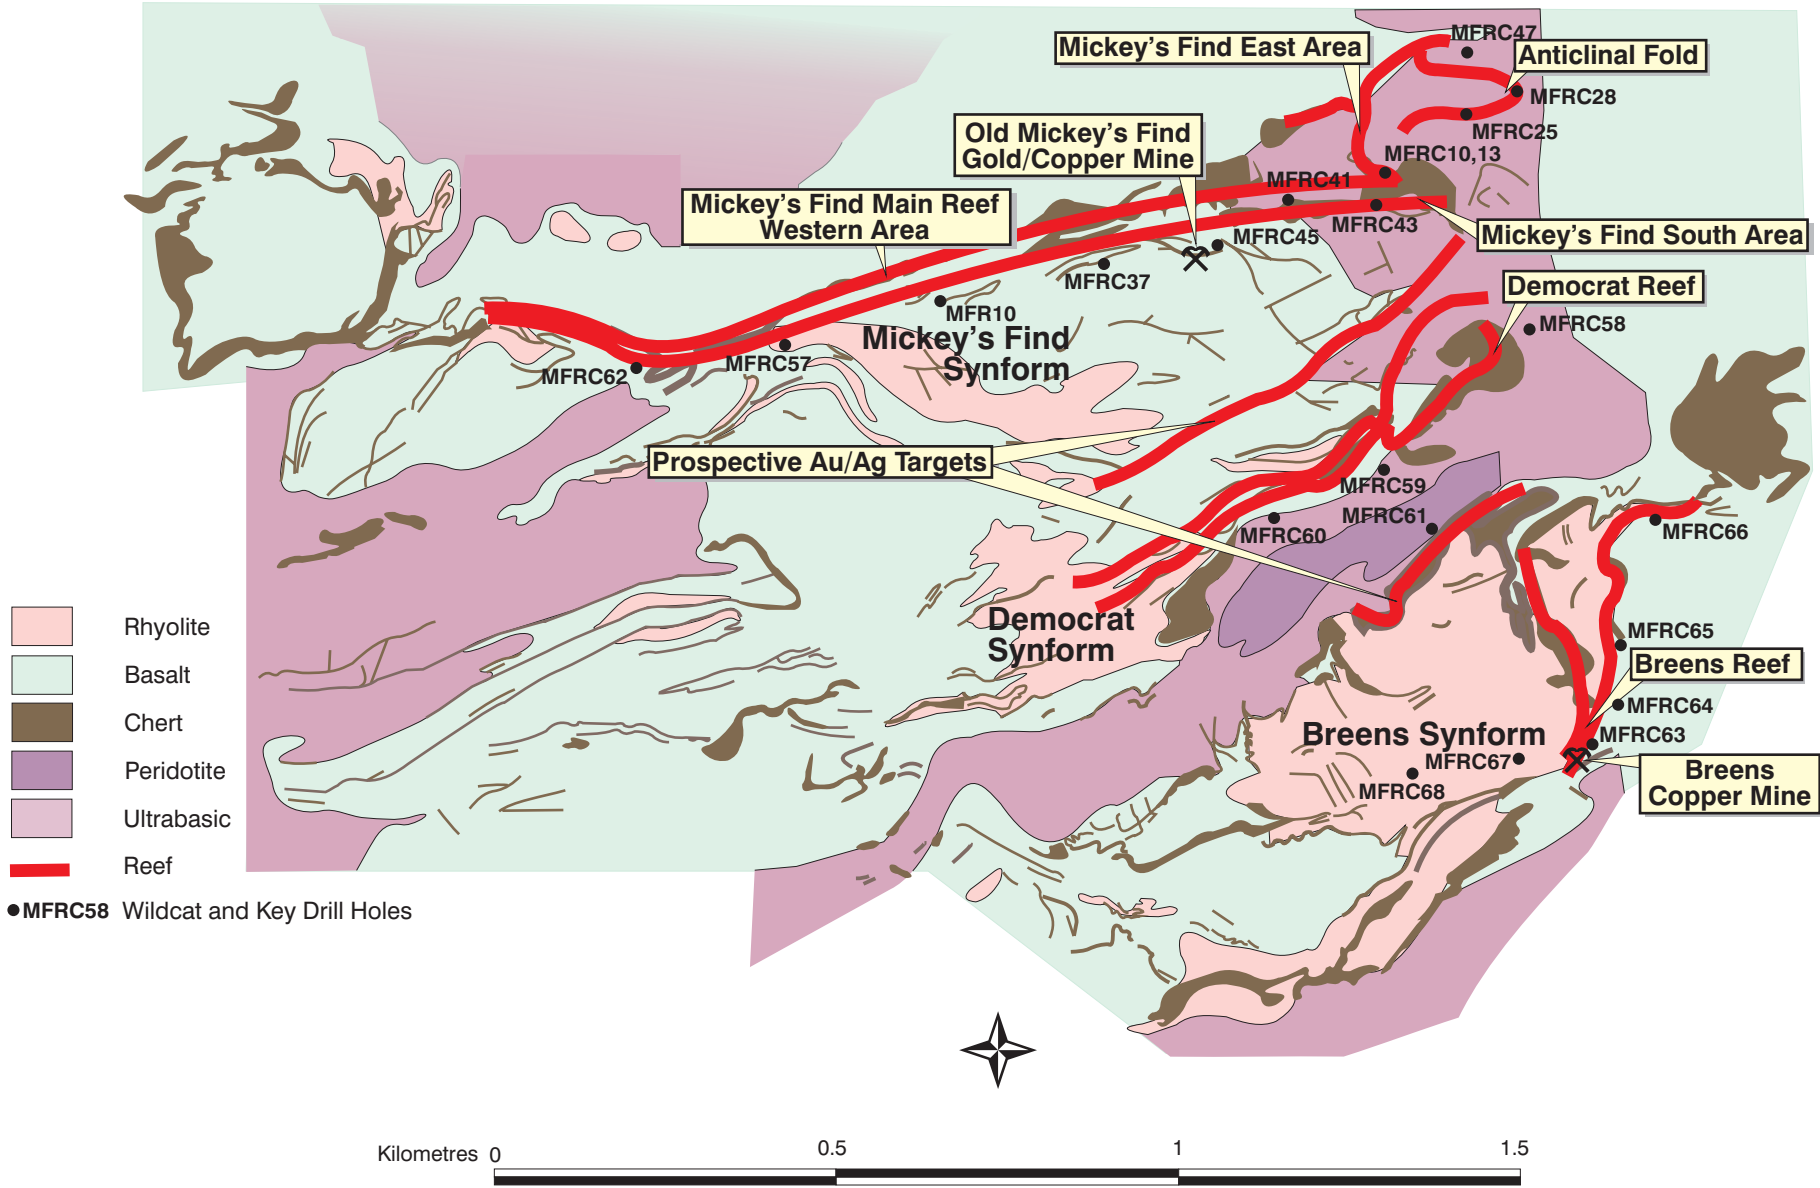 MFRC47
Mickey's Find East Area
Anticlinal Fold
MFRC28
Old Mickey's Find
Gold/Copper Mine
MFRC25
MFRC10,13
MFRC41
Mickey's Find Main Reef
Western Area
MFRC43
MFRC45
Mickey's Find South Area
MFRC37
Democrat Reef
MFR10
MFRC58
Mickey's Find
Synform
MFRC57
MFRC62
Prospective Au/Ag Targets
MFRC59
MFRC61
MFRC60
MFRC66
Democrat
Synform
MFRC65
Breens Reef
MFRC64
Breens Synform
MFRC63
MFRC67
MFRC68
Breens
Copper Mine
Rhyolite
Basalt
Chert
Peridotite
Ultrabasic
Reef
MFRC58 Wildcat and Key Drill Holes
Kilometres 0 0.5 1 1.5